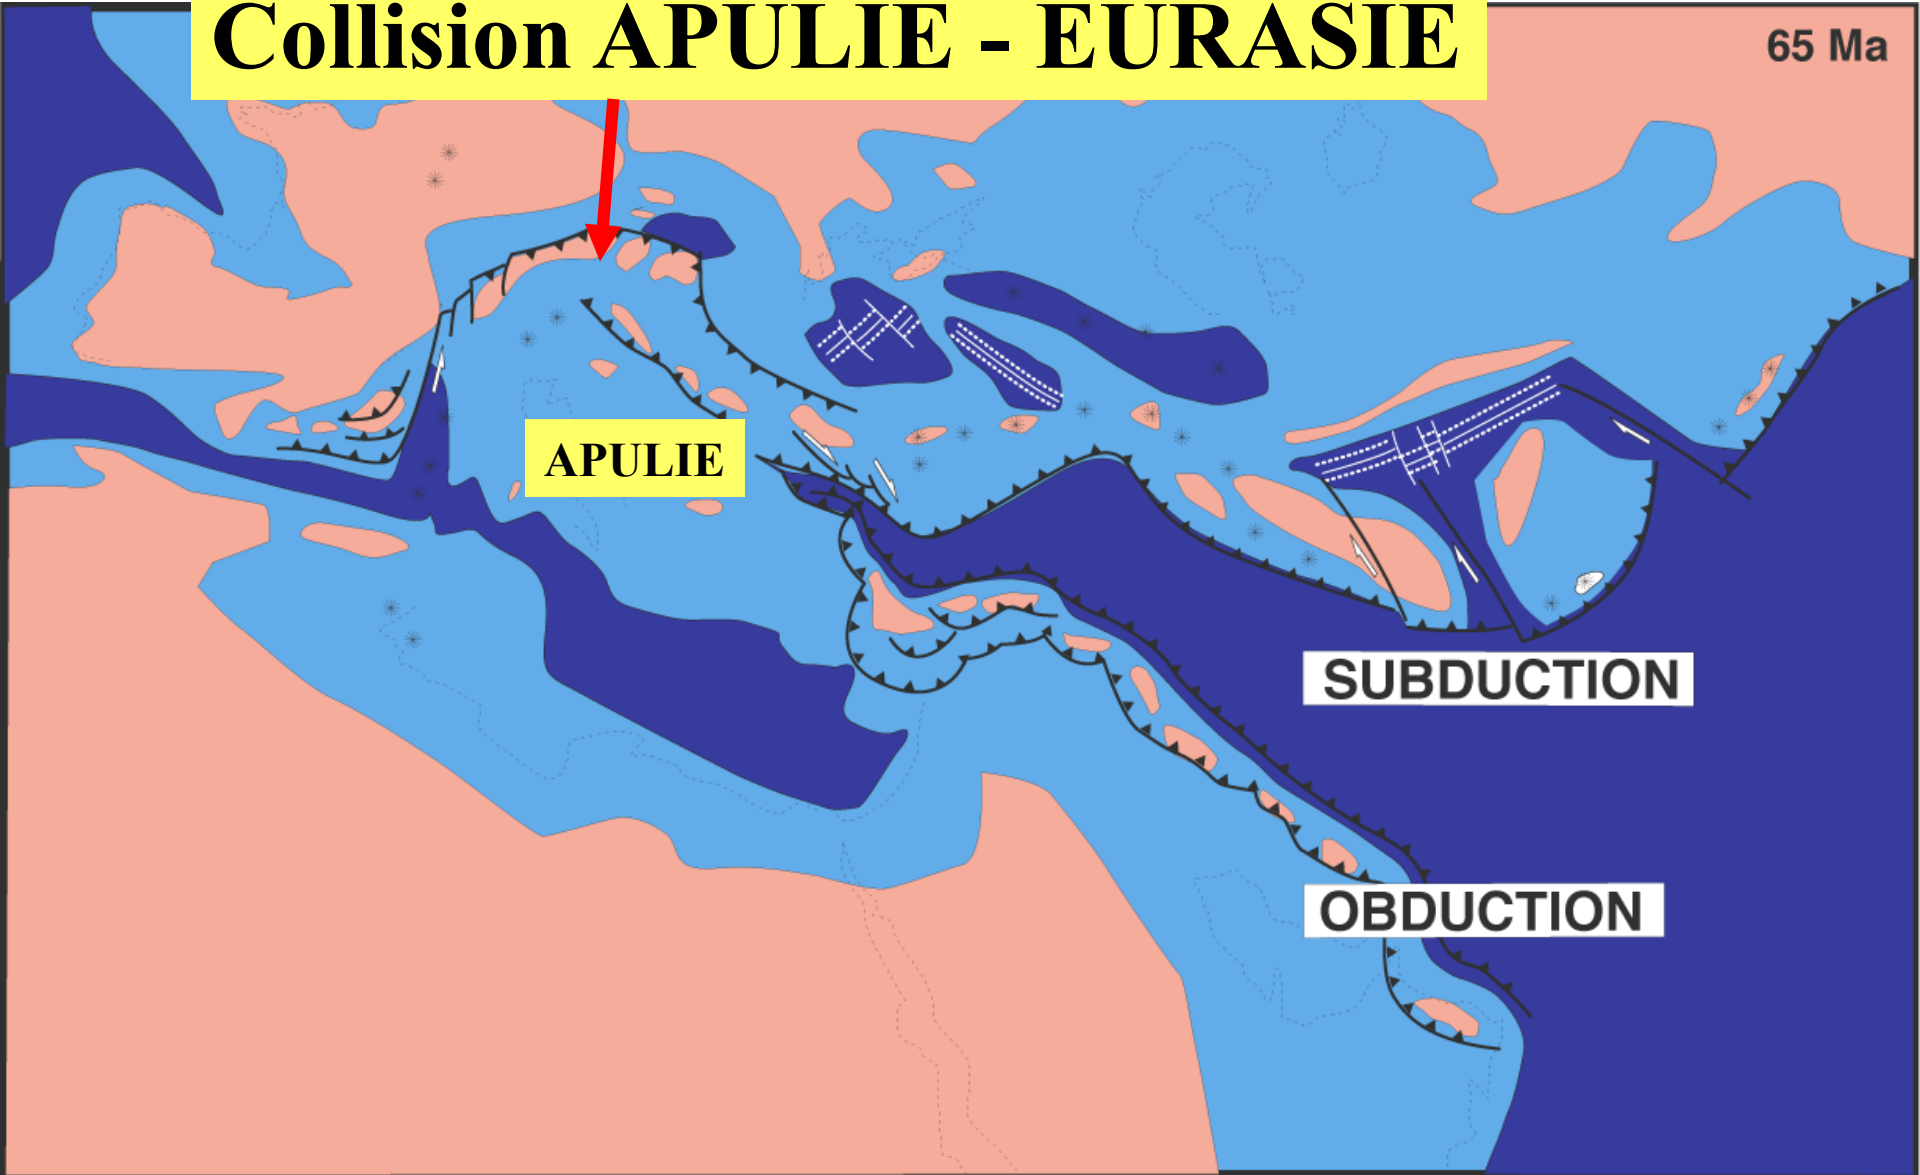 Collision APULIE - EURASIE
65 Ma
APULIE
SUBDUCTION
OBDUCTION